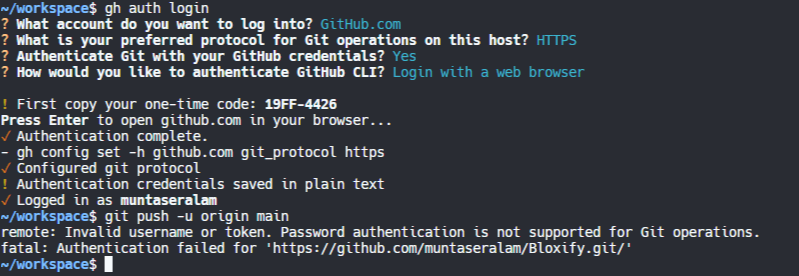 ~/workspace$ gh auth login
? What account do you want to log into? GitHub.com
? What is your preferred protocol for Git operations on this host? HTTPS
? Authenticate Git with your GitHub credentials? Yes
? How would you like to authenticate GitHub CLI? Login with a web browser
! First copy your one-time code: 19FF-4426
Press Enter to open github.com in your browser...
✓ Authentication complete.
- gh config set -h github.com git_protocol https
✓ Configured git protocol
! Authentication credentials saved in plain text
✓ Logged in as muntaseralam
~/workspace$ git push -u origin main
remote: Invalid username or token. Password authentication is not supported for Git operations.
fatal: Authentication failed for 'https://github.com/muntaseralam/Bloxify.git/'
~/workspace$